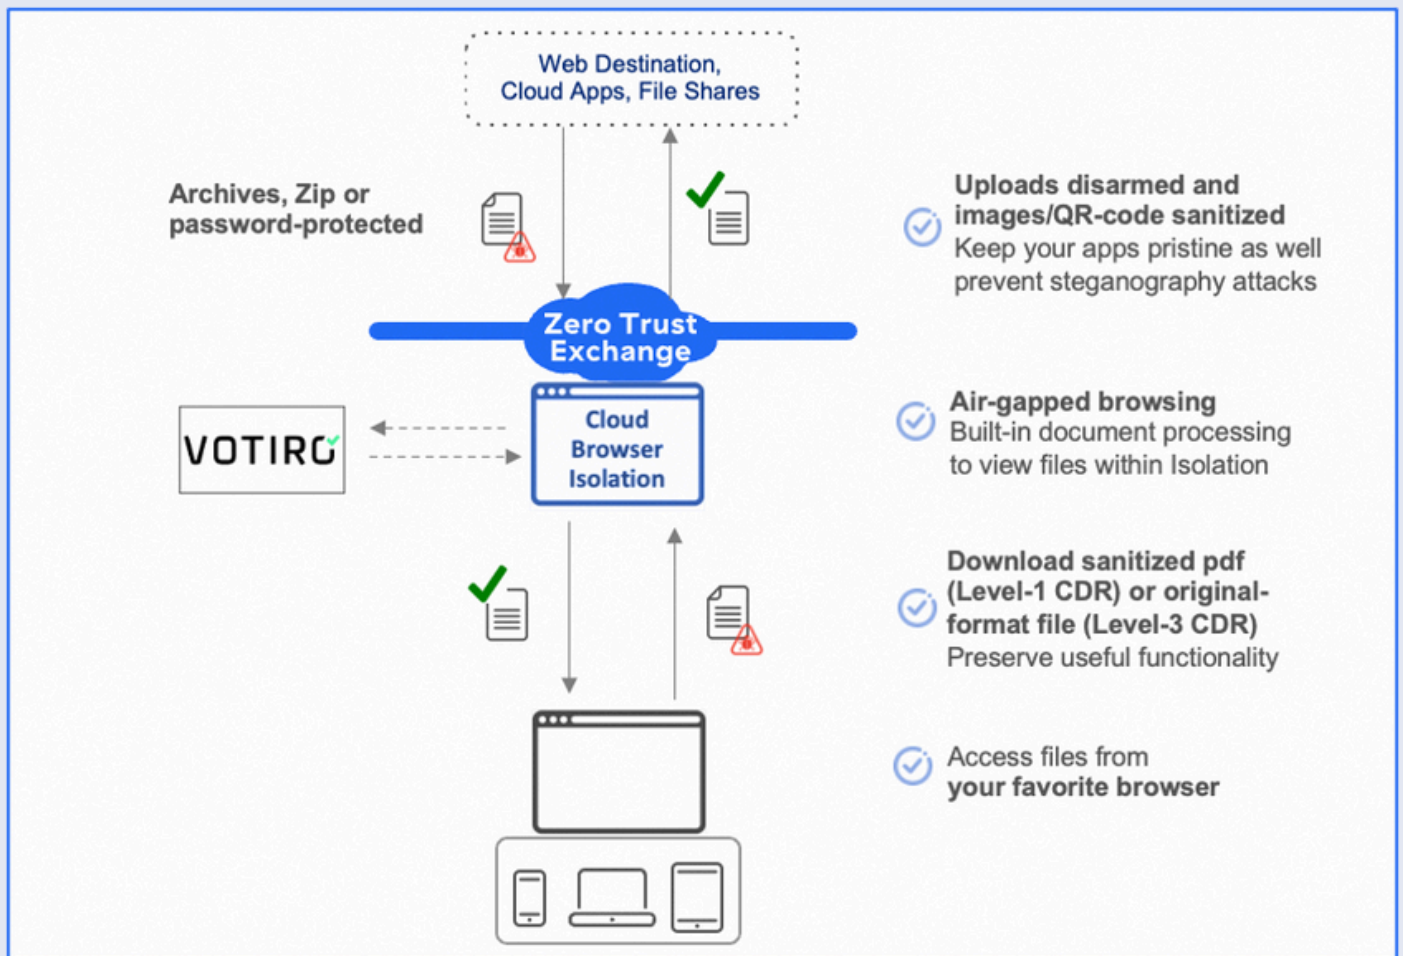 Web Destination,
Cloud Apps, File Shares
Archives, Zip or
password-protected
Uploads disarmed and
images/QR-code sanitized
Keep your apps pristine as well
prevent steganography attacks
Zero Trust
Exchange
VOTIRO
Cloud
Browser
Isolation
Air-gapped browsing
Built-in document processing
to view files within Isolation
Download sanitized pdf
(Level-1 CDR) or original-
format file (Level-3 CDR)
Preserve useful functionality
Access files from
your favorite browser